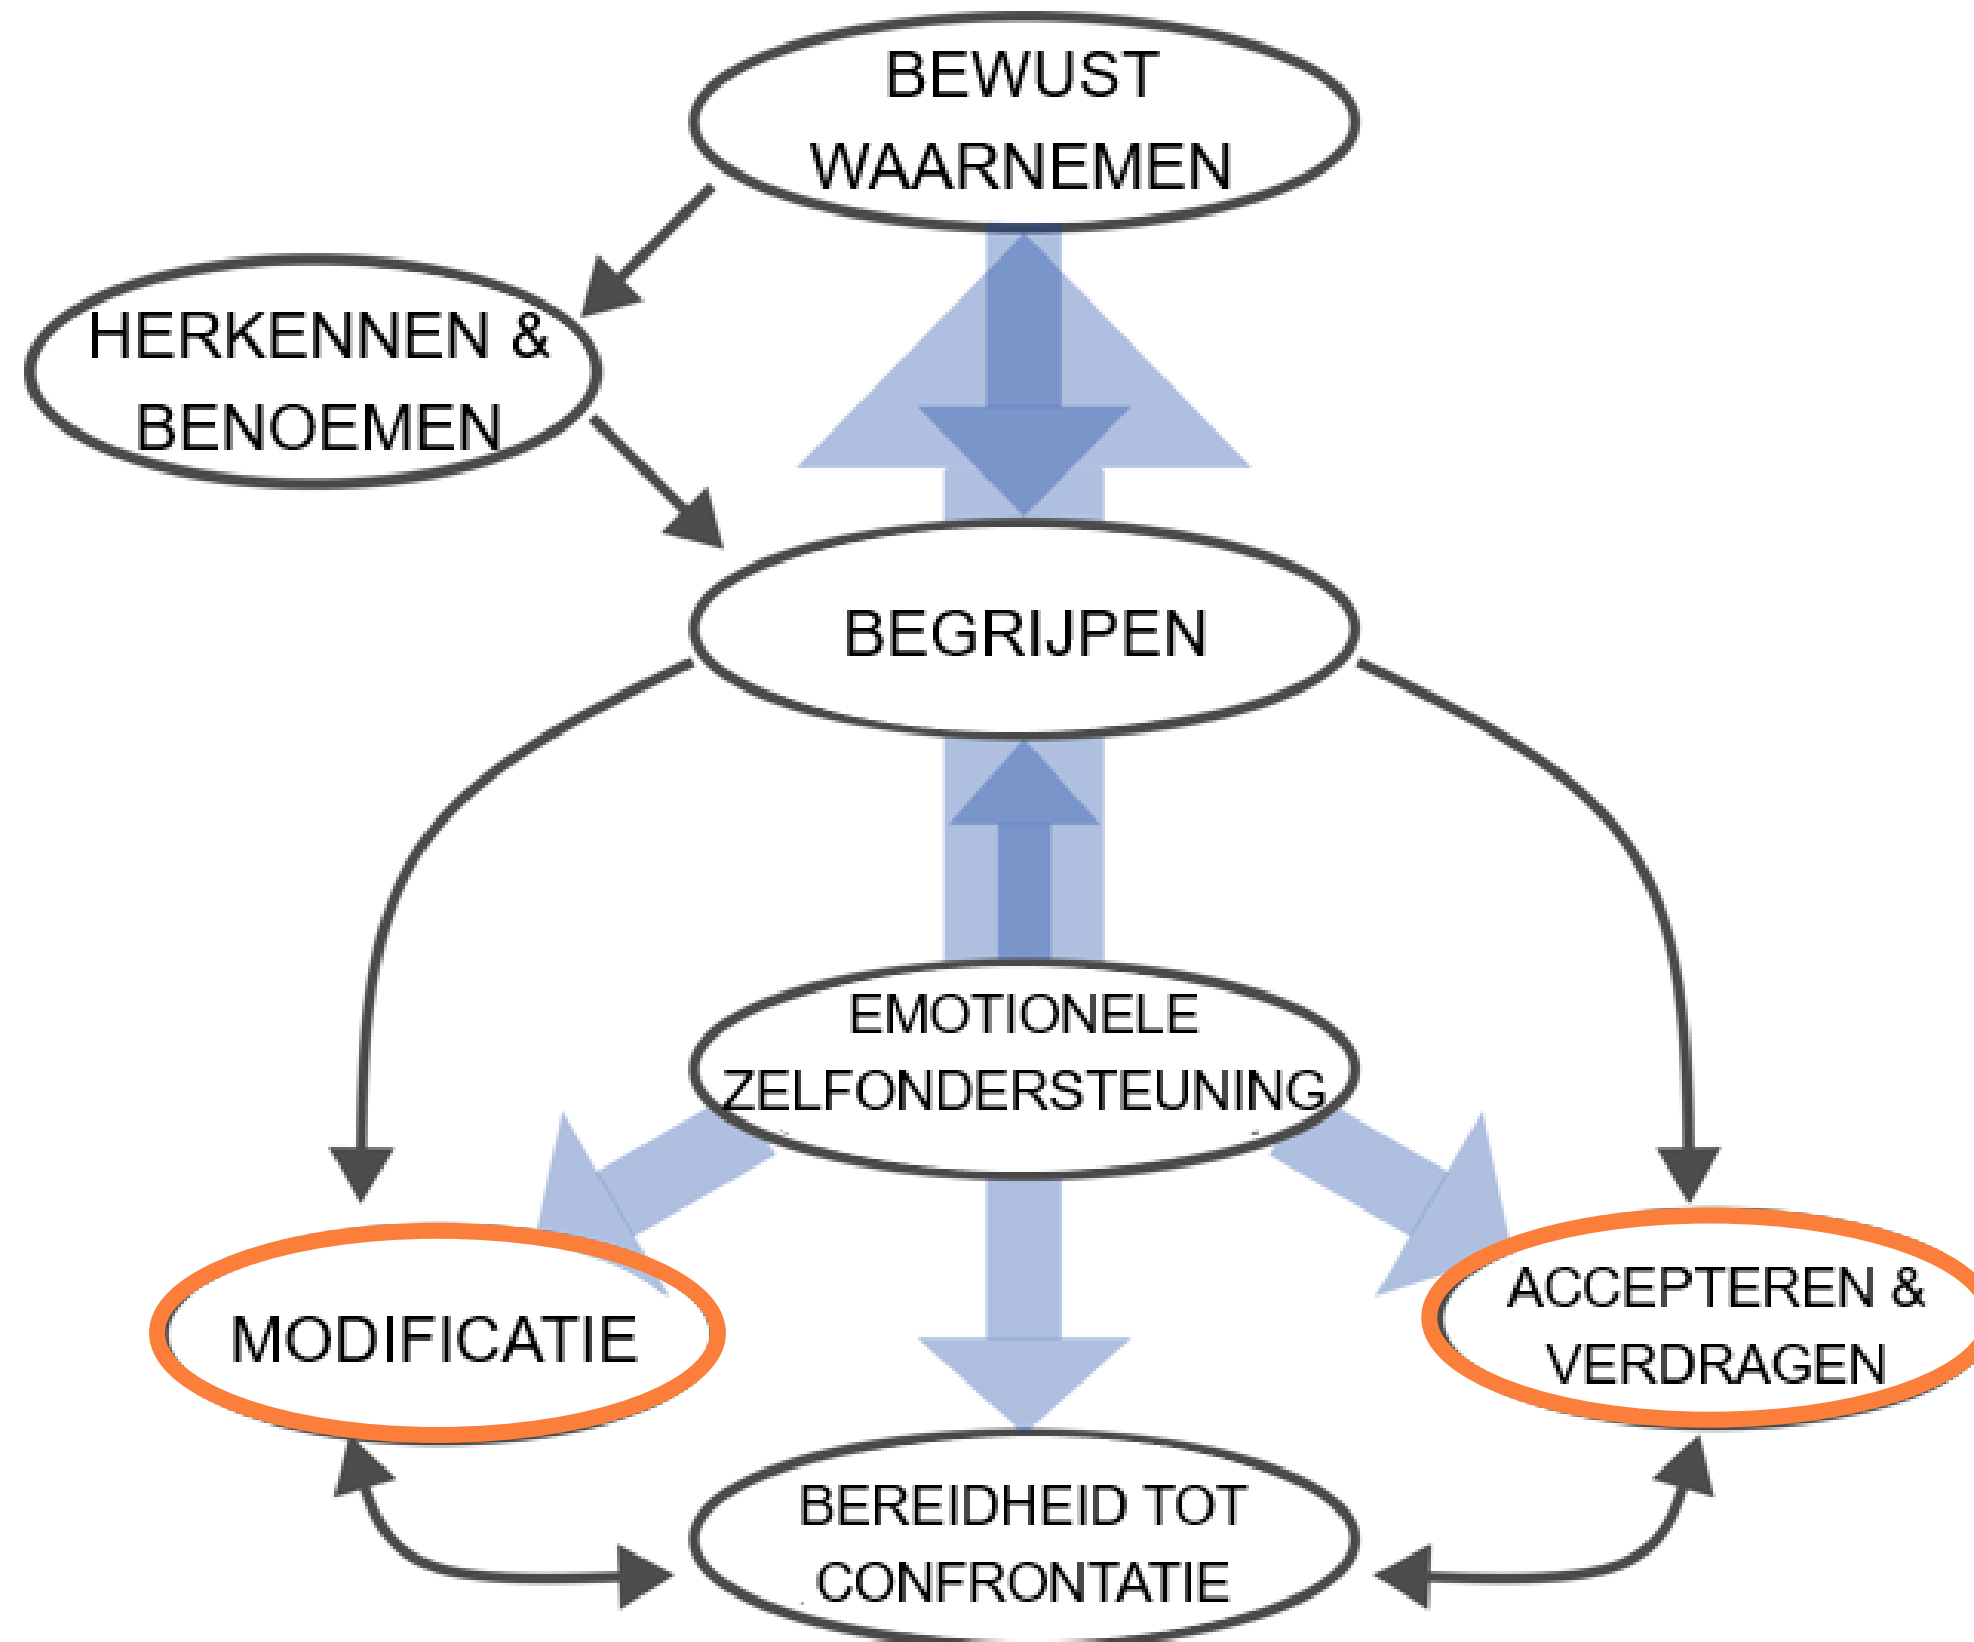 BEWUST
WAARNEMEN
HERKENNEN &
BENOEMEN
BEGRIJPEN
EMOTIONELE
ZELFONDERSTEUNING
MODIFICATIE
ACCEPTEREN &
VERDRAGEN
BEREIDHEID TOT
CONFRONTATIE